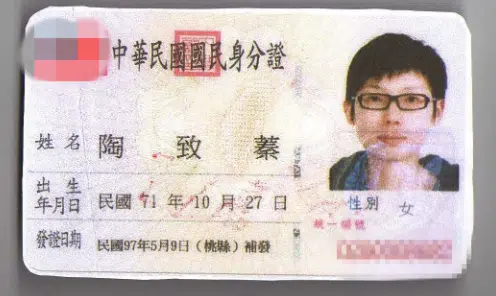 中華民國國民身分證
姓名 陶致蓁
出生年月日 民國 71 年 10 月 27 日
性別 女
統一編號
發證日期 民國97年5月9日（桃縣）補發